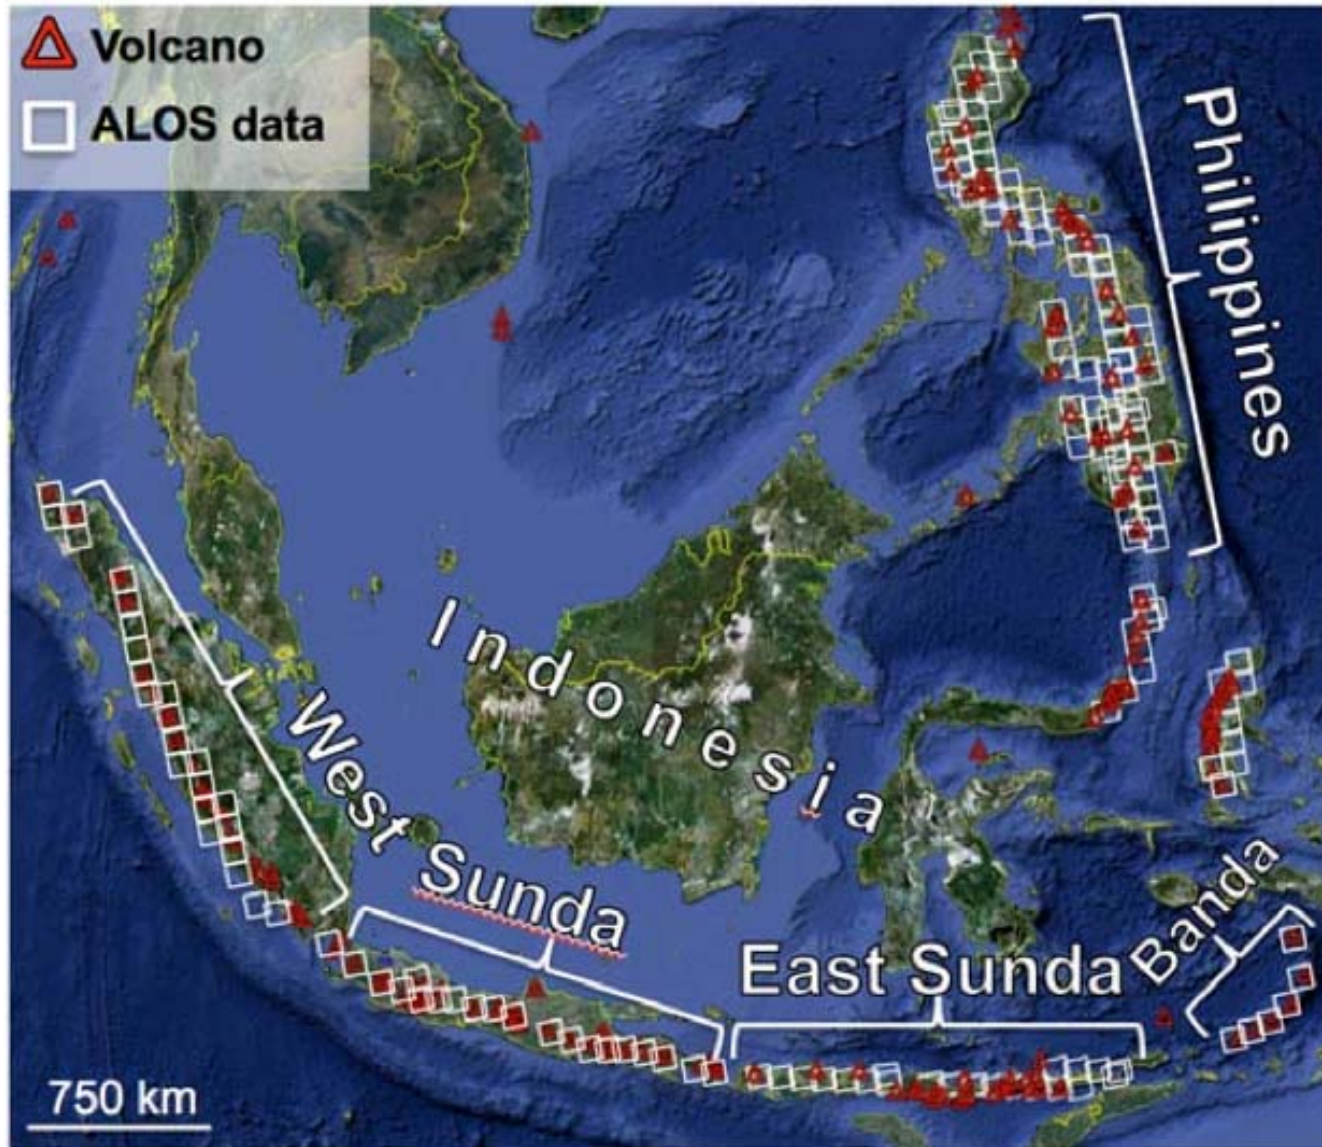 Volcano
ALOS data
Philippines
Indonesia
West Sunda
East Sunda
Banda
750 km